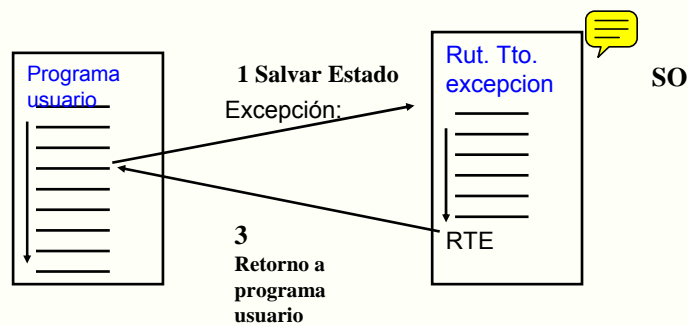 Programa
usuario
1 Salvar Estado
Excepción:
Rut. Tto.
excepcion
SO
RTE
3
Retorno a
programa
usuario